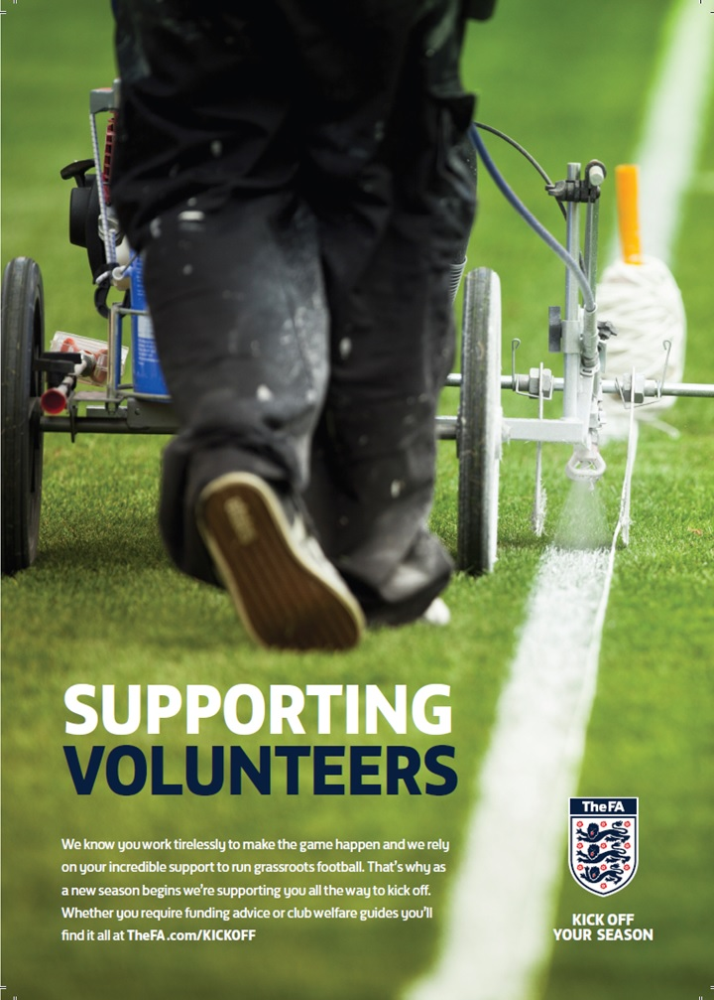 SUPPORTING
VOLUNTEERS
We know you work tirelessly to make the game happen and we rely
on your incredible support to run grassroots football. That's why as
a new season begins we're supporting you all the way to kick off.
Whether you require funding advice or club welfare guides you'll
find it all at TheFA.com/KICKOFF
TheFA
KICK OFF
YOUR SEASON